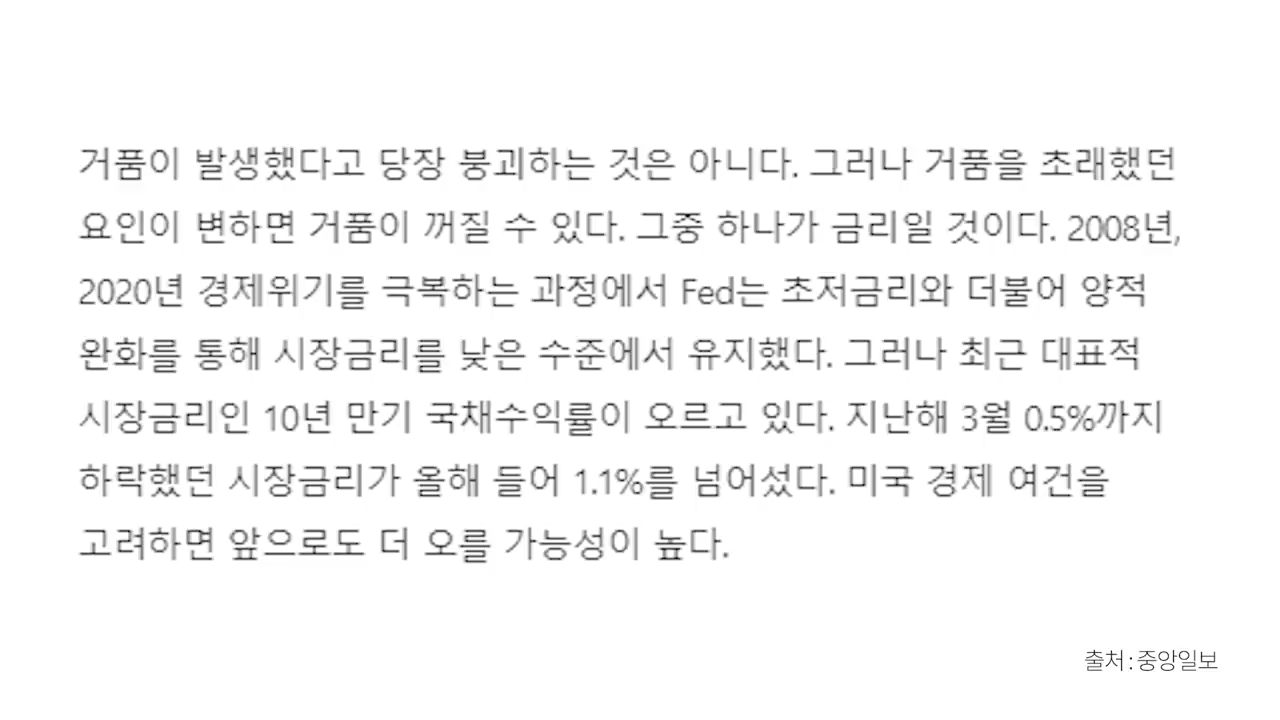 거품이 발생했다고 당장 붕괴하는 것은 아니다. 그러나 거품을 초래했던
요인이 변하면 거품이 꺼질 수 있다. 그중 하나가 금리일 것이다. 2008년,
2020년 경제위기를 극복하는 과정에서 Fed는 초저금리와 더불어 양적
완화를 통해 시장금리를 낮은 수준에서 유지했다. 그러나 최근 대표적
시장금리인 10년 만기 국채수익률이 오르고 있다. 지난해 3월 0.5%까지
하락했던 시장금리가 올해 들어 1.1%를 넘어섰다. 미국 경제 여건을
고려하면 앞으로도 더 오를 가능성이 높다.
출처 : 중앙일보